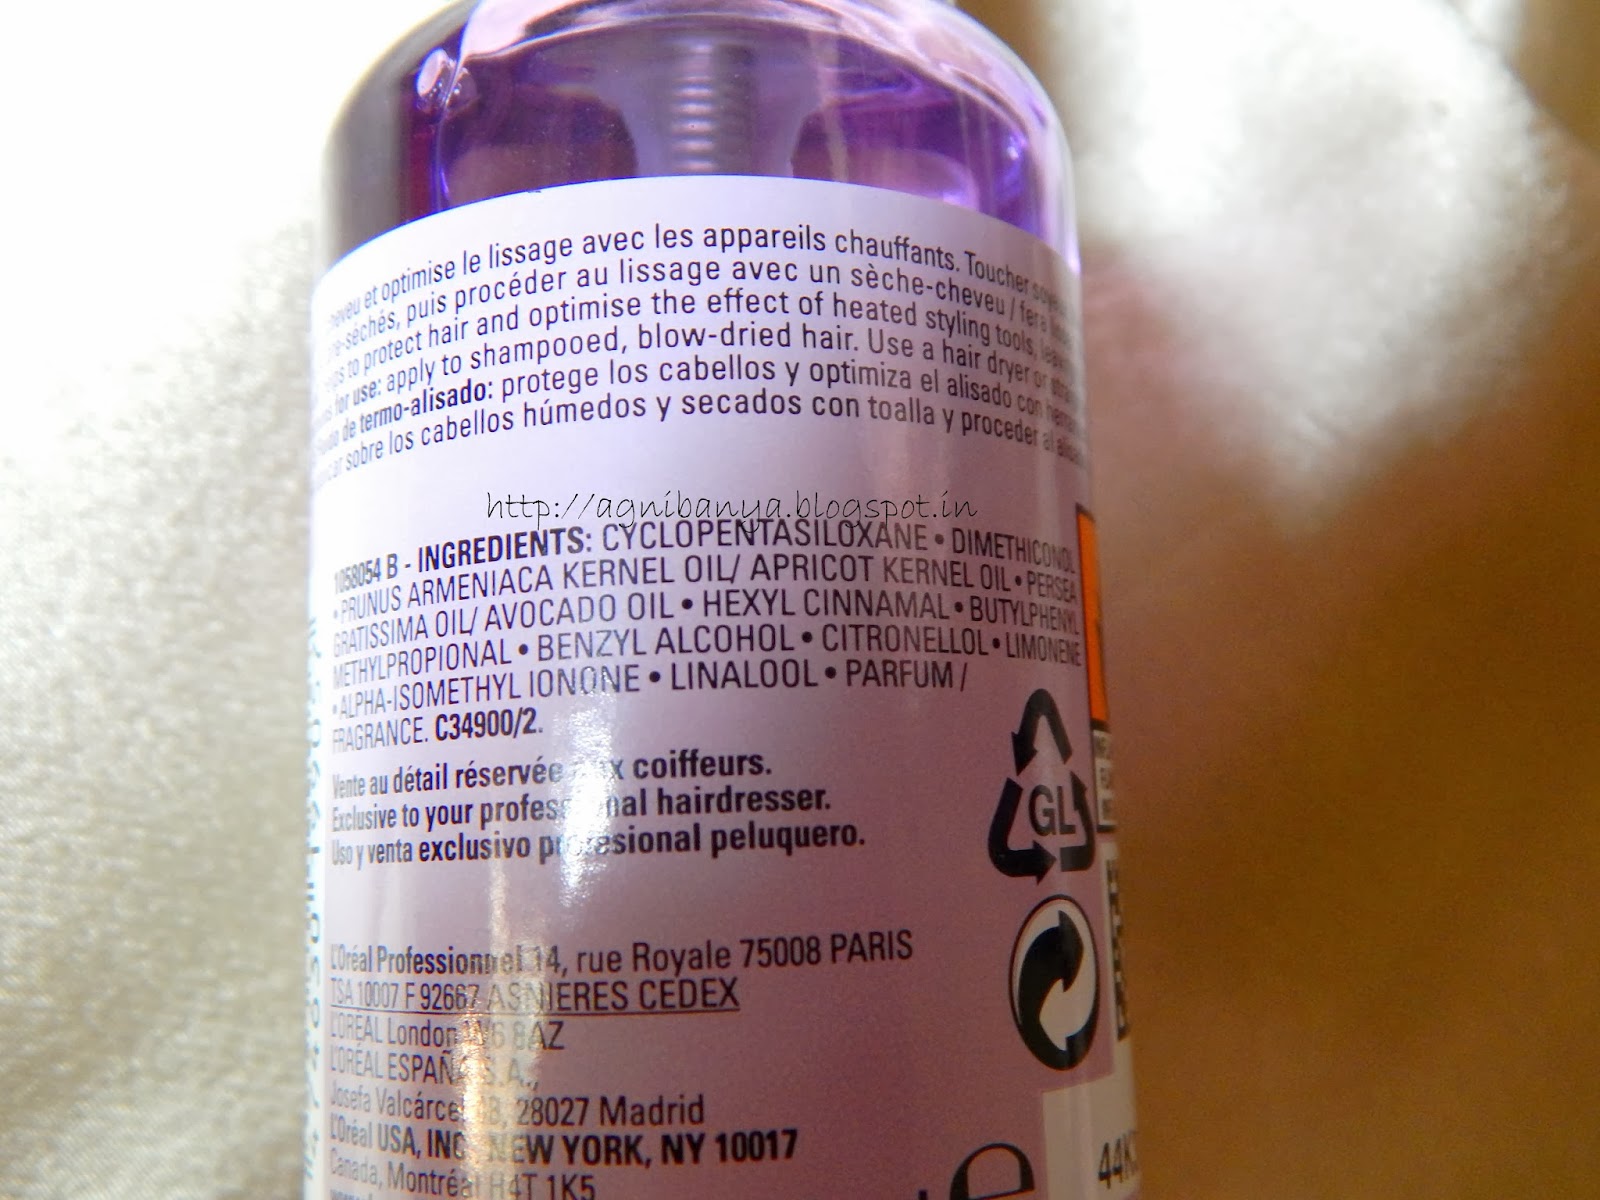 et optimise le lissage avec les appareils chauffants. Toucher
puis procéder au lissage avec un sèche-cheveu / fera
to protect hair and optimise the effect of heated styling tools,
for use: apply to shampooed, blow-dried hair. Use a hair dryer or
de termo-alisado: protege los cabellos y optimiza el alisado con
sobre los cabellos húmedos y secados con toalla y proceder al
http://agnibanya.blogspot.in
1058054 B - INGREDIENTS: CYCLOPENTASILOXANE • DIMETHICONOL
• PRUNUS ARMENIACA KERNEL OIL/ APRICOT KERNEL OIL • PERSEA
GRATISSIMA OIL/ AVOCADO OIL • HEXYL CINNAMAL • BUTYLPHENYL
METHYLPROPIONAL • BENZYL ALCOHOL • CITRONELLOL • LIMONENE
• ALPHA-ISOMETHYL IONONE • LINALOOL • PARFUM /
FRAGRANCE. C34900/2.
Vente au détail réservée coiffeurs.
Exclusive to your professional hairdresser.
Uso y venta exclusivo profesional peluquero.
GL
L'Oréal Professionnel 14, rue Royale 75008 PARIS
TSA 10007 F 92667 ASNIERES CEDEX
L'ORÉAL London W6 8AZ
L'ORÉAL ESPAÑA S.A.,
Josefa Valcárcel 28027 Madrid
L'Oréal USA, INC NEW YORK, NY 10017
Canada, Montréal H4T 1K5
e